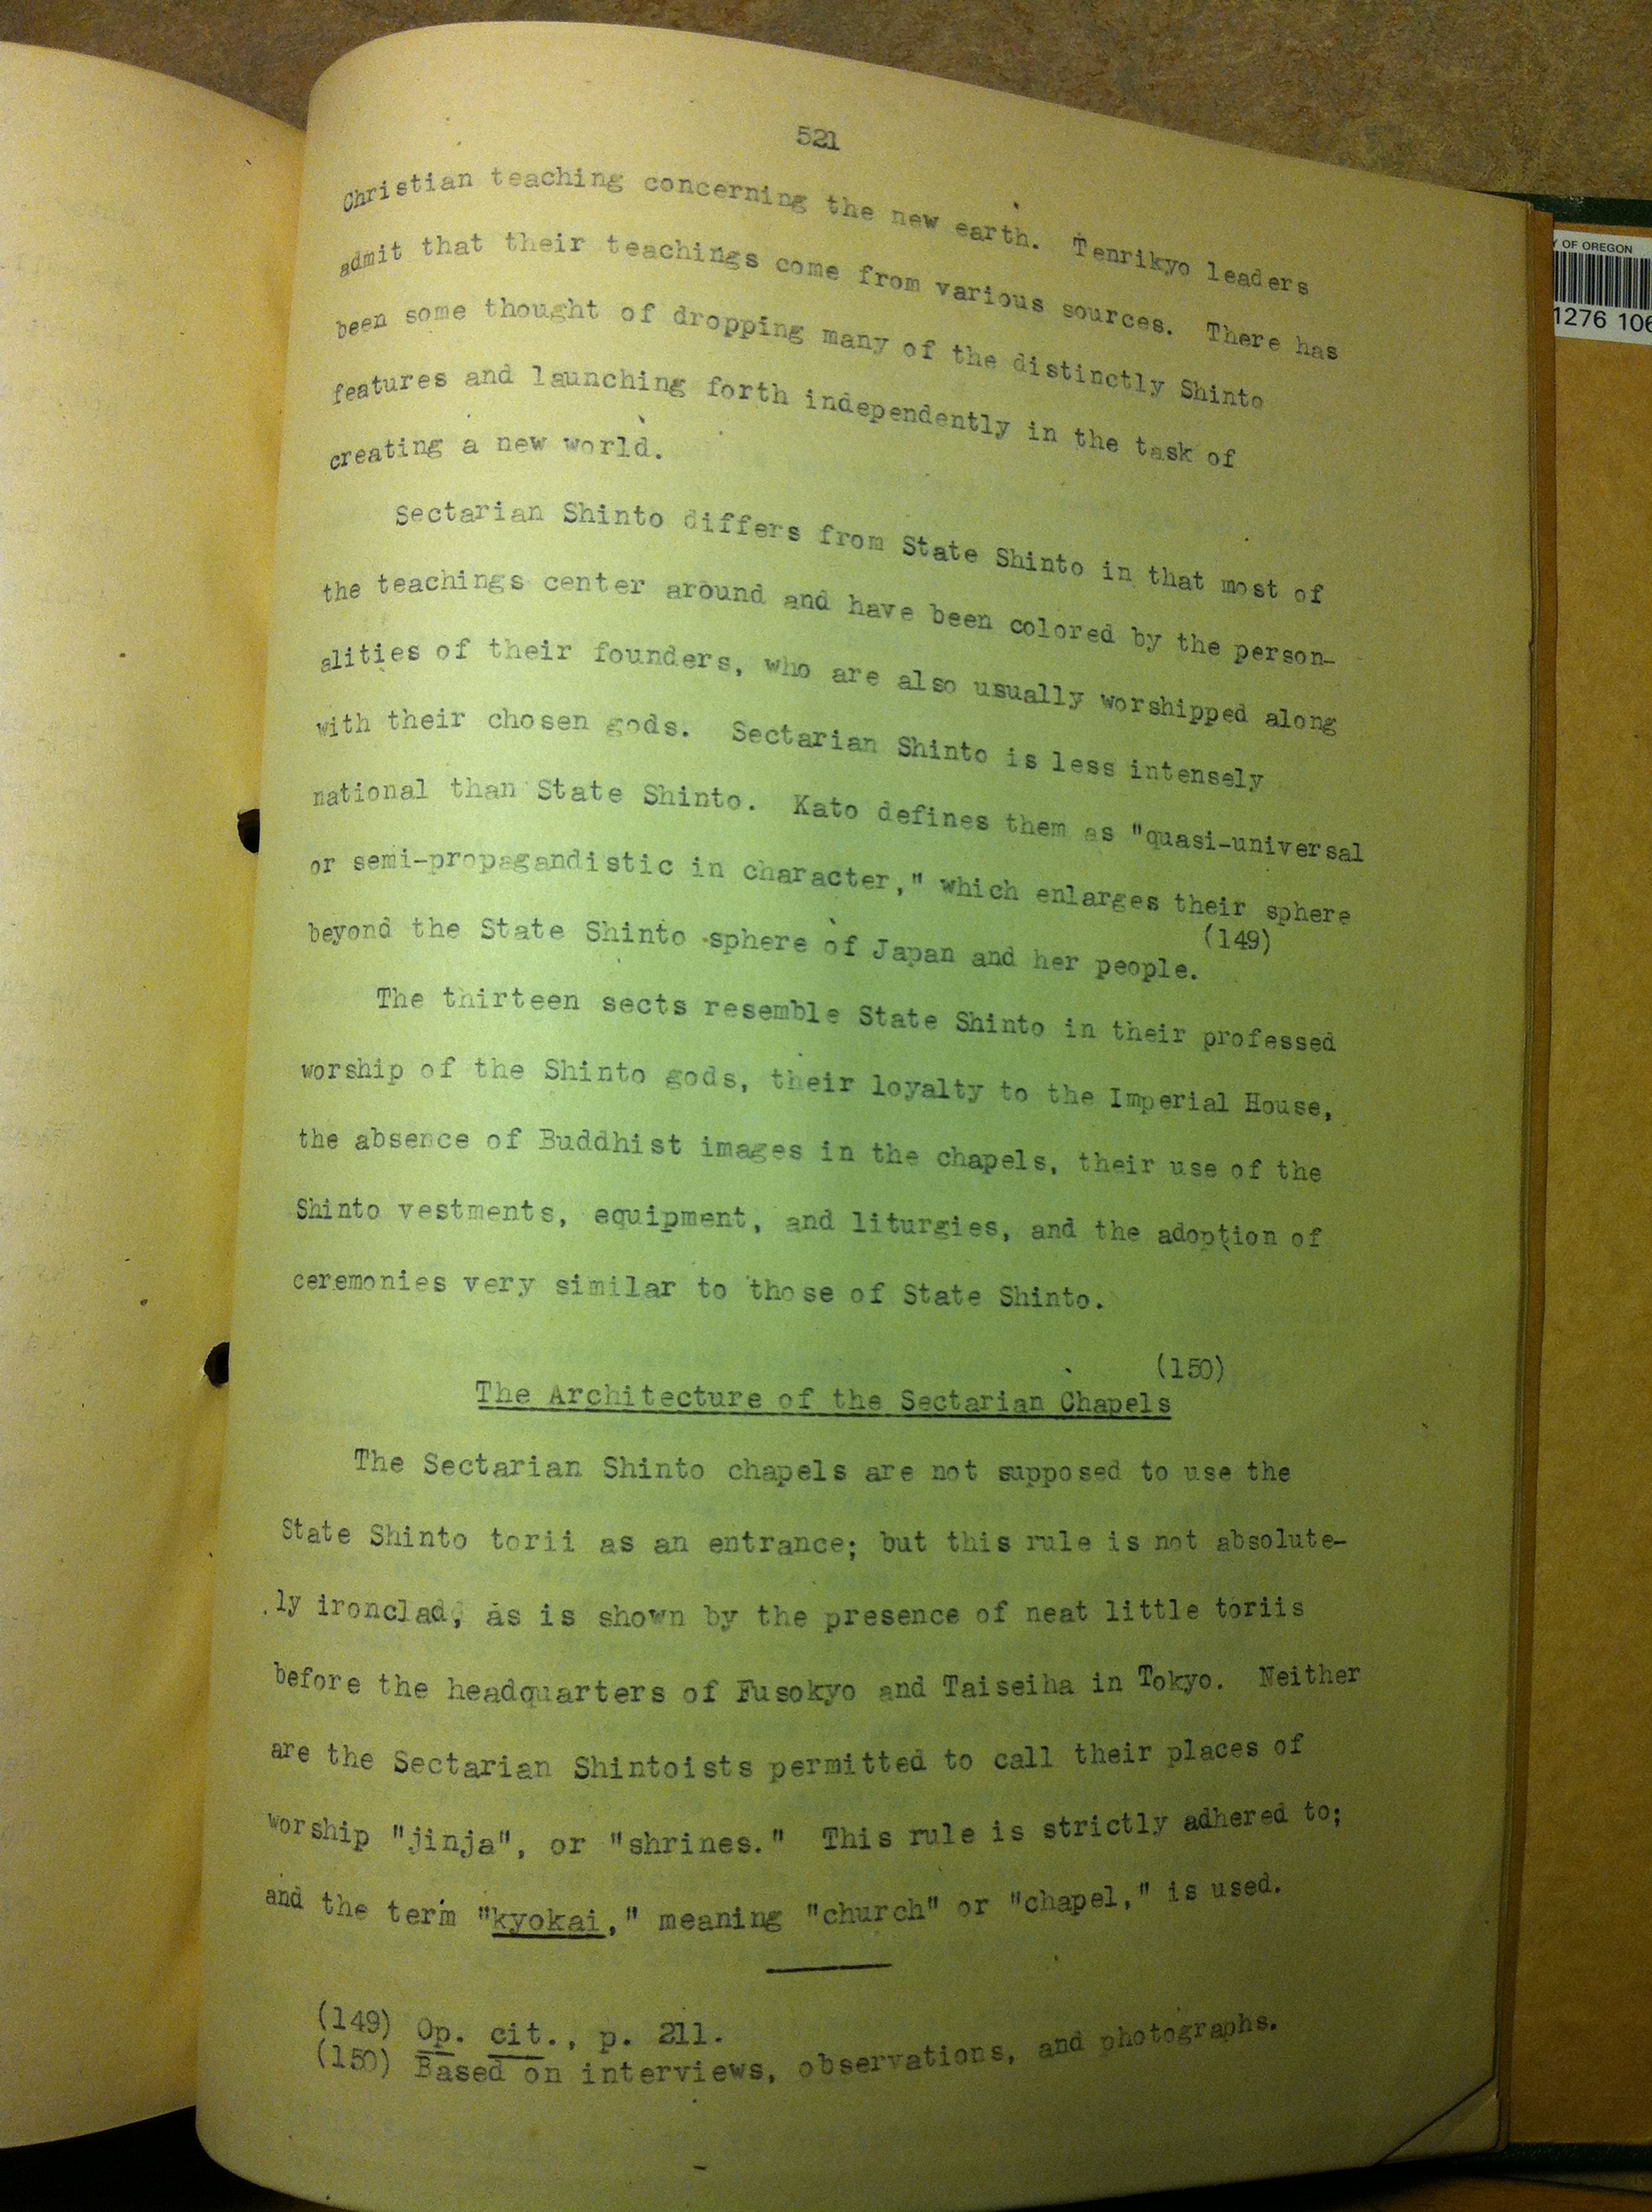 521
Christian teaching concerning the new earth. Tenrikyo leaders
admit that their teachings come from various sources. There has
been some thought of dropping many of the distinctly Shinto
features and launching forth independently in the task of
creating a new world.
Sectarian Shinto differs from State Shinto in that most of
the teachings center around and have been colored by the person-
alities of their founders, who are also usually worshipped along
with their chosen gods. Sectarian Shinto is less intensely
national than State Shinto. Kato defines them as "quasi-universal
or semi-propagandistic in character," which enlarges their sphere
beyond the State Shinto sphere of Japan and her people. (149)
The thirteen sects resemble State Shinto in their professed
worship of the Shinto gods, their loyalty to the Imperial House,
the absence of Buddhist images in the chapels, their use of the
Shinto vestments, equipment, and liturgies, and the adoption of
ceremonies very similar to those of State Shinto.
The Architecture of the Sectarian Chapels (150)
The Sectarian Shinto chapels are not supposed to use the
State Shinto torii as an entrance; but this rule is not absolute-
ly ironclad, as is shown by the presence of neat little toriis
before the headquarters of Fusokyo and Taiseiha in Tokyo. Neither
are the Sectarian Shintoists permitted to call their places of
worship "jinja", or "shrines." This rule is strictly adhered to;
and the term "kyokai," meaning "church" or "chapel," is used.
(149) Op. cit., p. 211.
(150) Based on interviews, observations, and photographs.
Y OF OREGON
1276 106